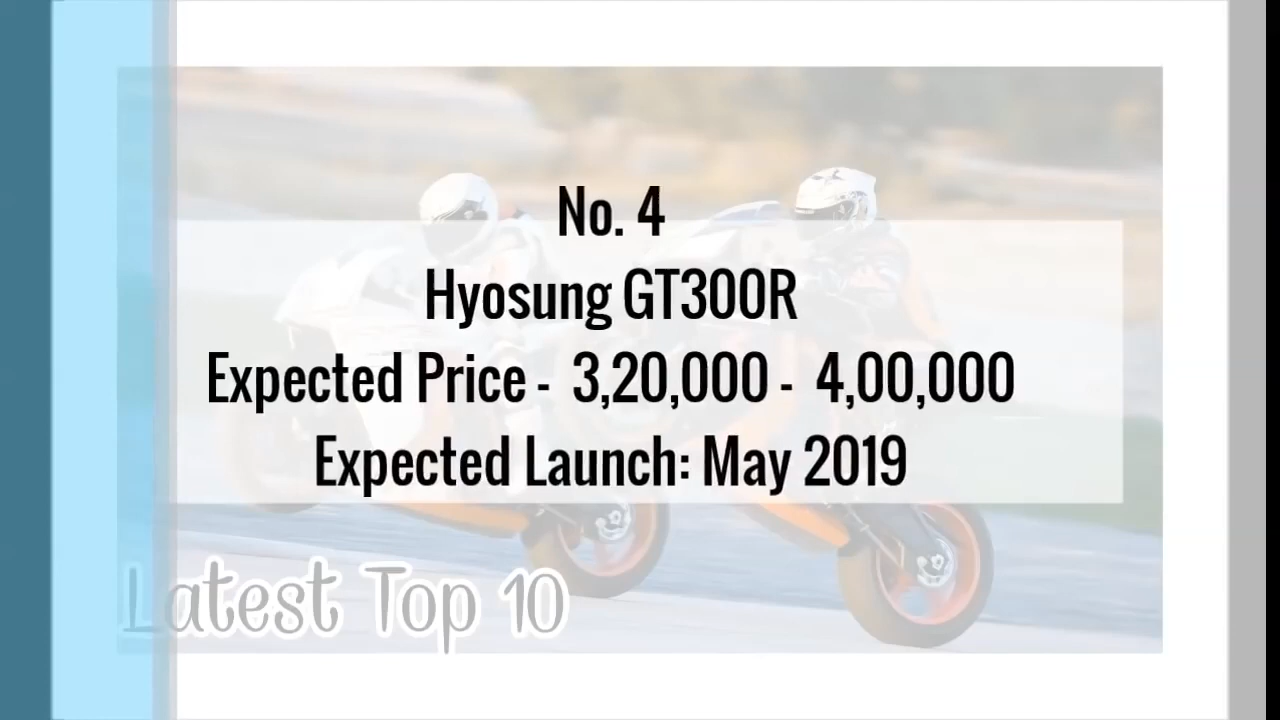 No. 4
Hyosung GT300R
Expected Price - 3,20,000 - 4,00,000
Expected Launch: May 2019
Latest Top 10